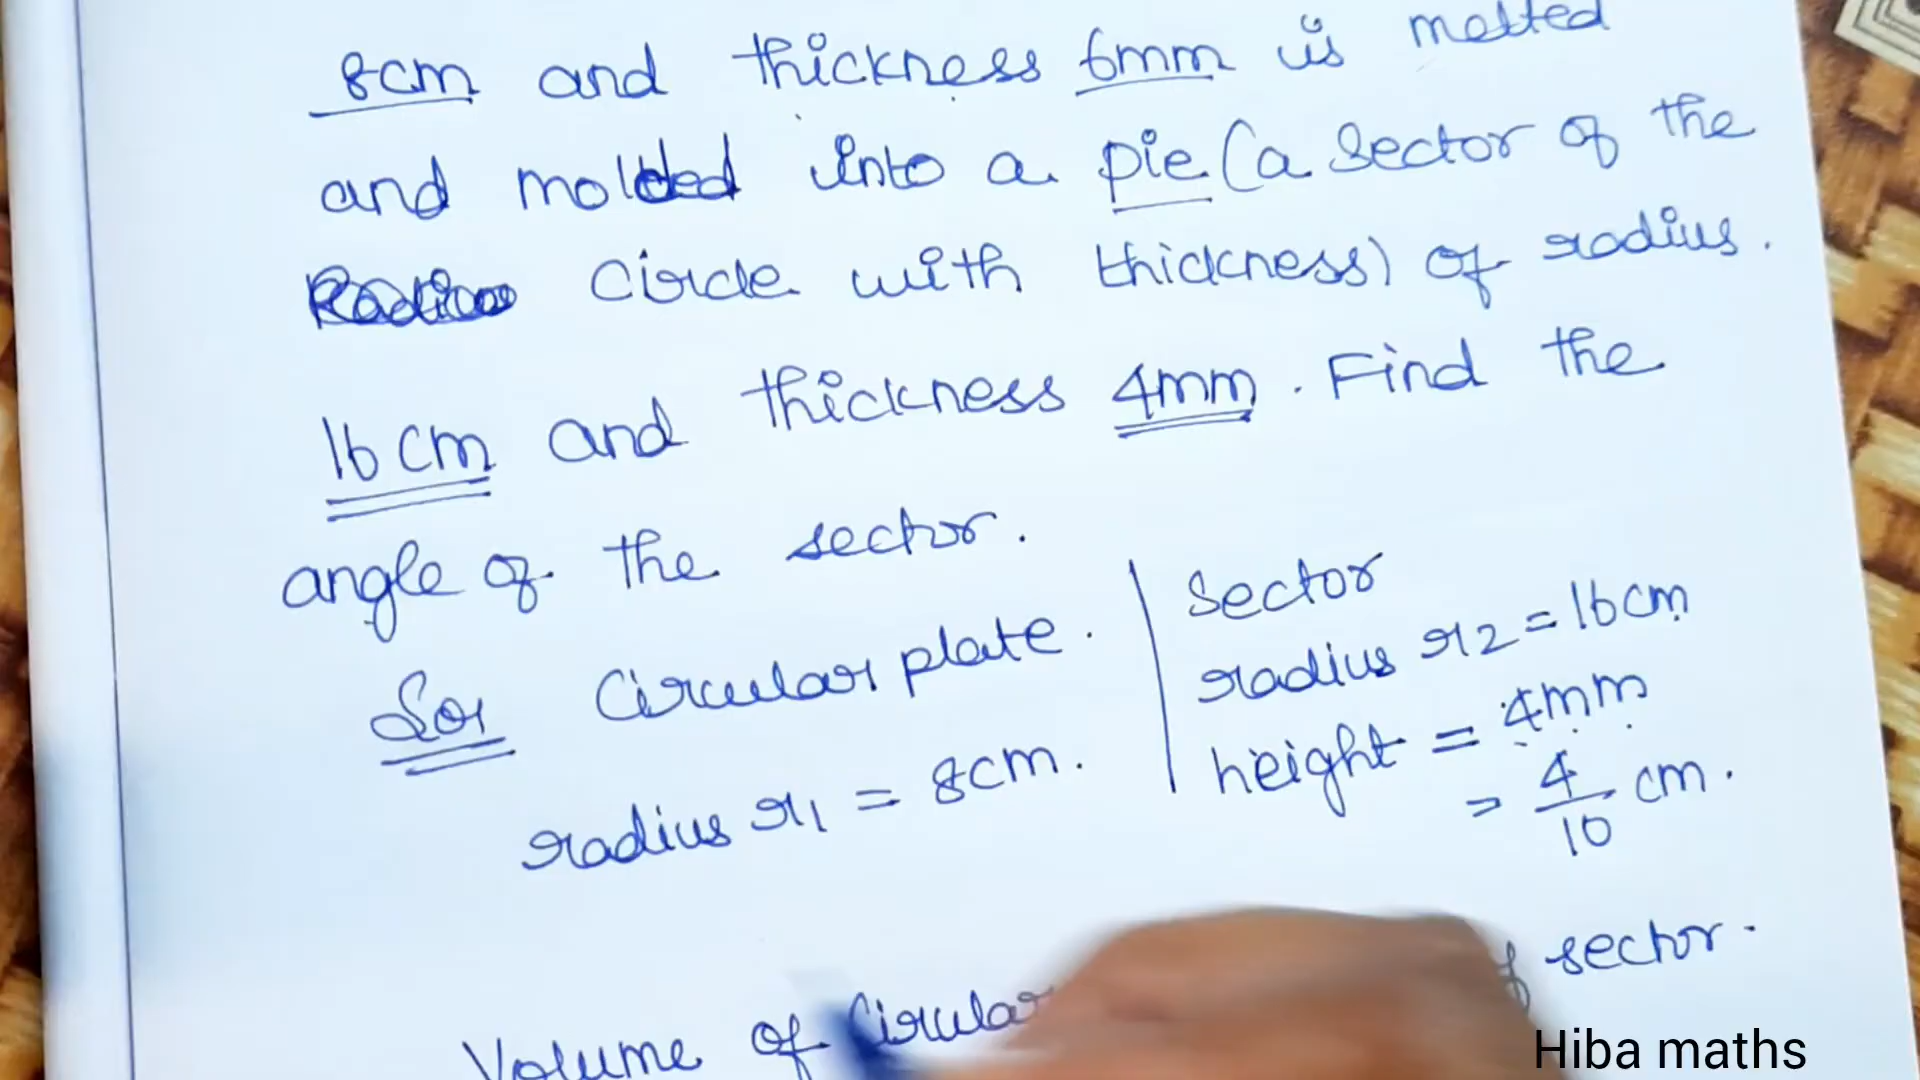 8cm and thickness 6mm is melted
and molded into a pie (a Sector of the
circle with thickness) of radius.
16 cm and thickness 4mm. Find the
angle of the sector.
Sol Circular plate.
radius r1 = 8cm.
Sector
radius r2 = 16cm
height = 4mm
= 4/10 cm.
Volume of Circular of sector.
Hiba maths